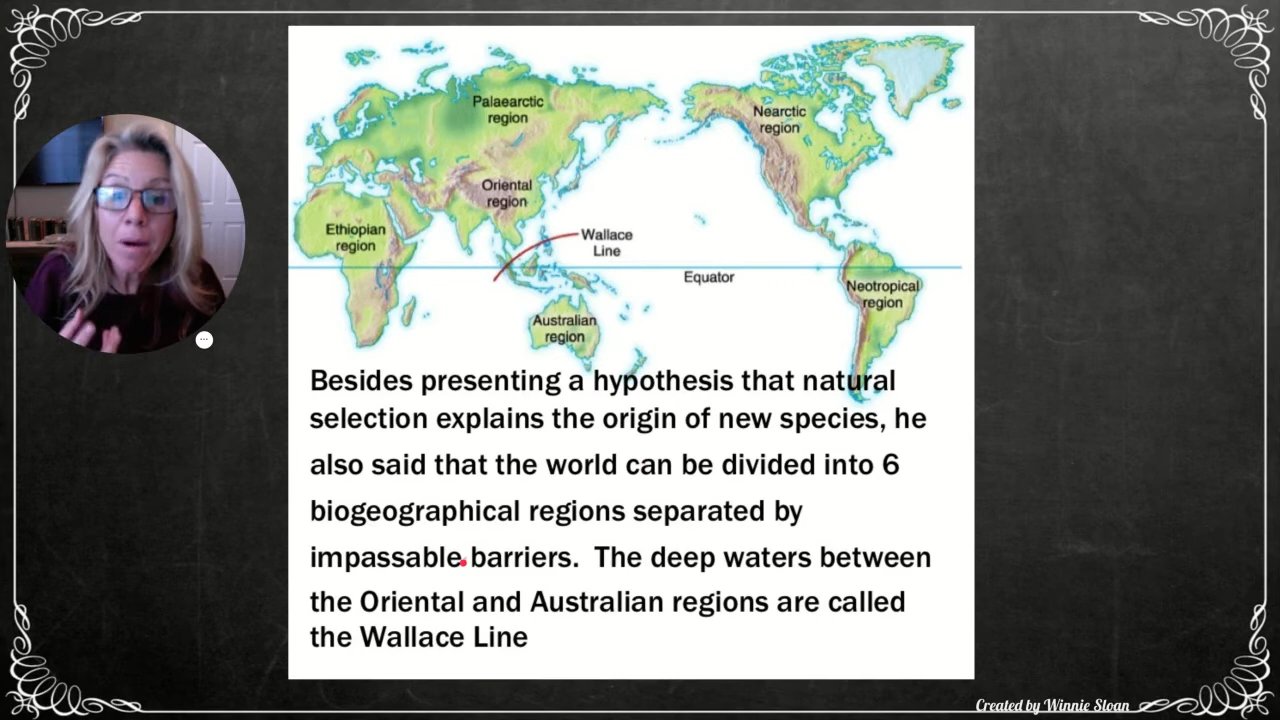 Palaearctic
region
Nearctic
region
Oriental
region
Ethiopian
region
Wallace
Line
Equator
Neotropical
region
Australian
region
Besides presenting a hypothesis that natural
selection explains the origin of new species, he
also said that the world can be divided into 6
biogeographical regions separated by
impassable barriers. The deep waters between
the Oriental and Australian regions are called
the Wallace Line
Created by Winnie Sloan